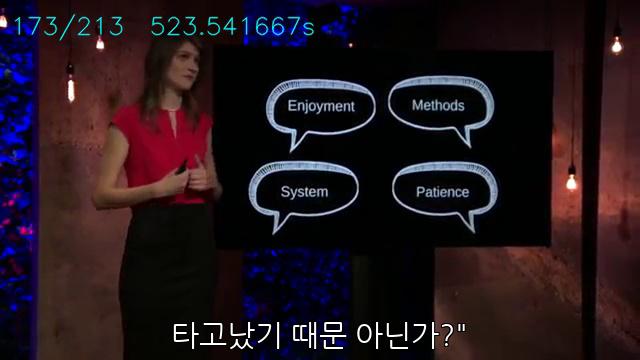 173/213 523.541667s
Enjoyment
Methods
System
Patience
타고났기 때문 아닌가?"